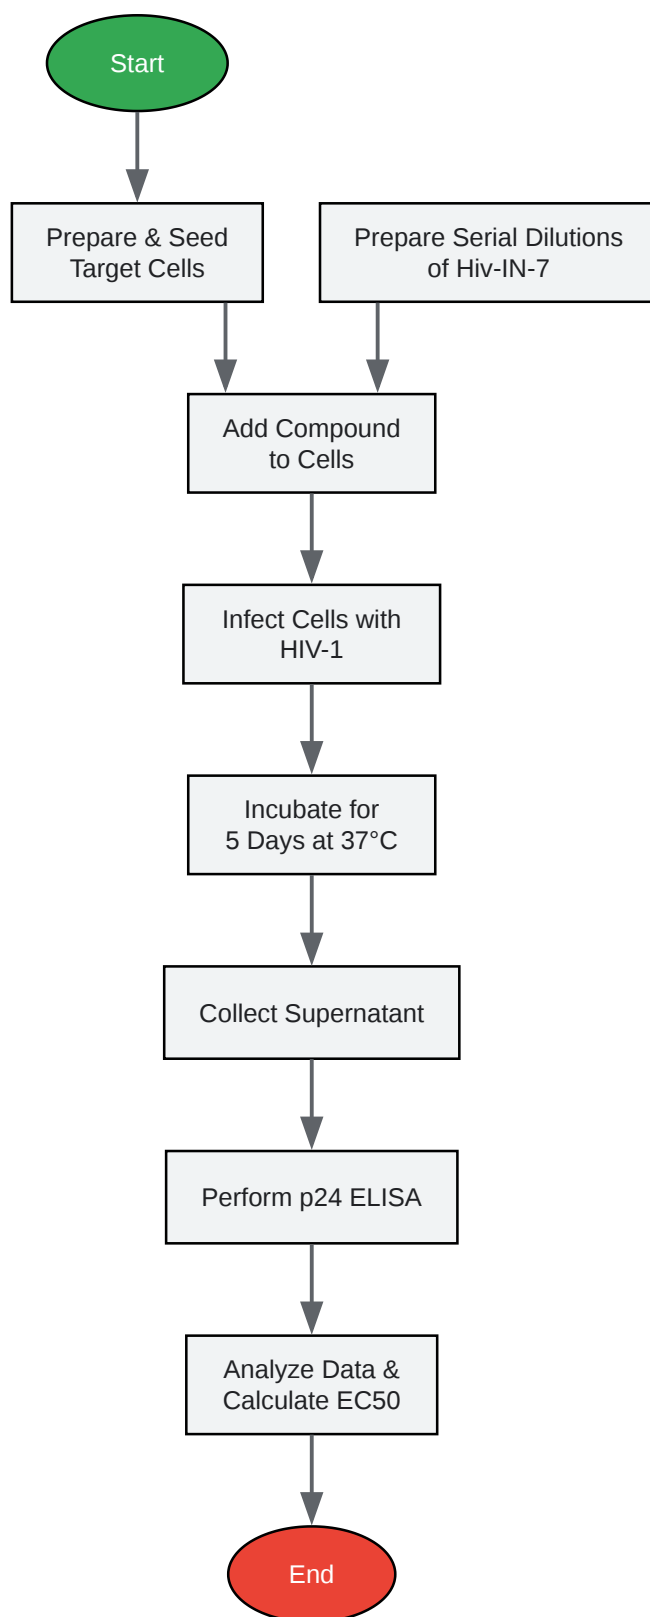 Start
Prepare & Seed
Target Cells
Prepare Serial Dilutions
of Hiv-IN-7
Add Compound
to Cells
Infect Cells with
HIV-1
Incubate for
5 Days at 37°C
Collect Supernatant
Perform p24 ELISA
Analyze Data &
Calculate EC50
End